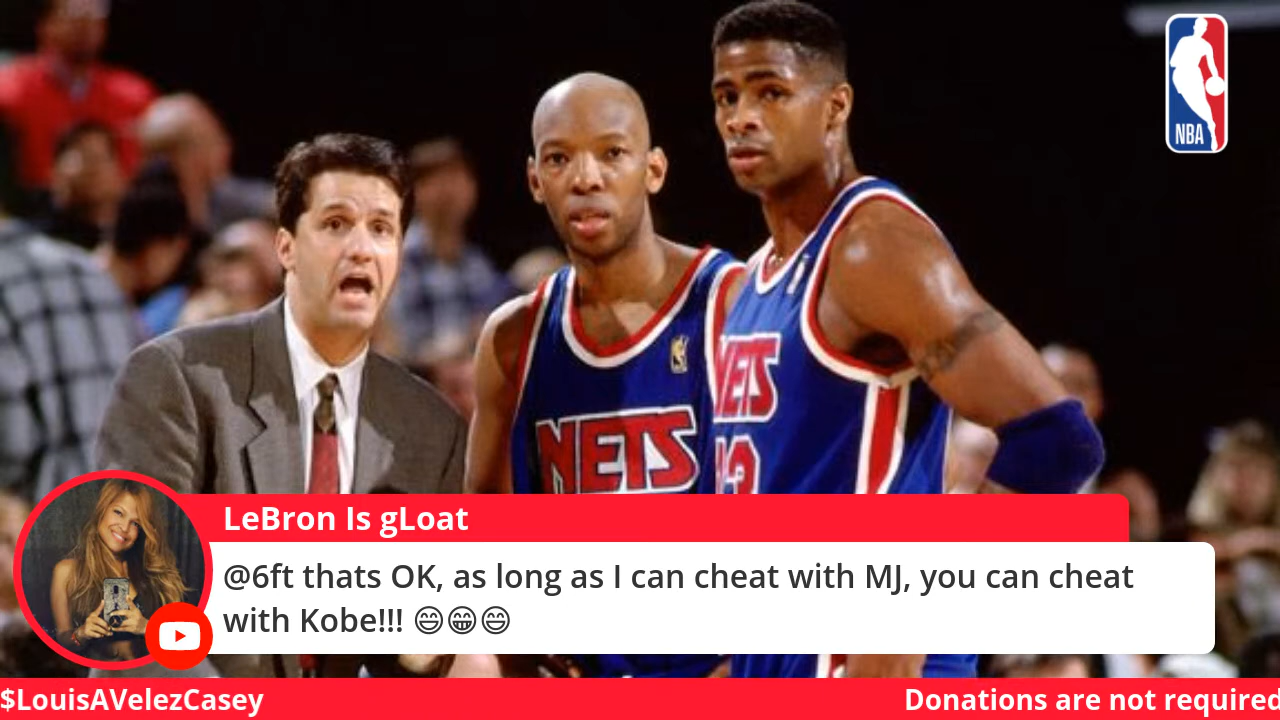 NBA
NETS
NETS
LeBron Is gLoat
@6ft thats OK, as long as I can cheat with MJ, you can cheat
with Kobe!!! 😄😁😄
$LouisAVelezCasey
Donations are not required